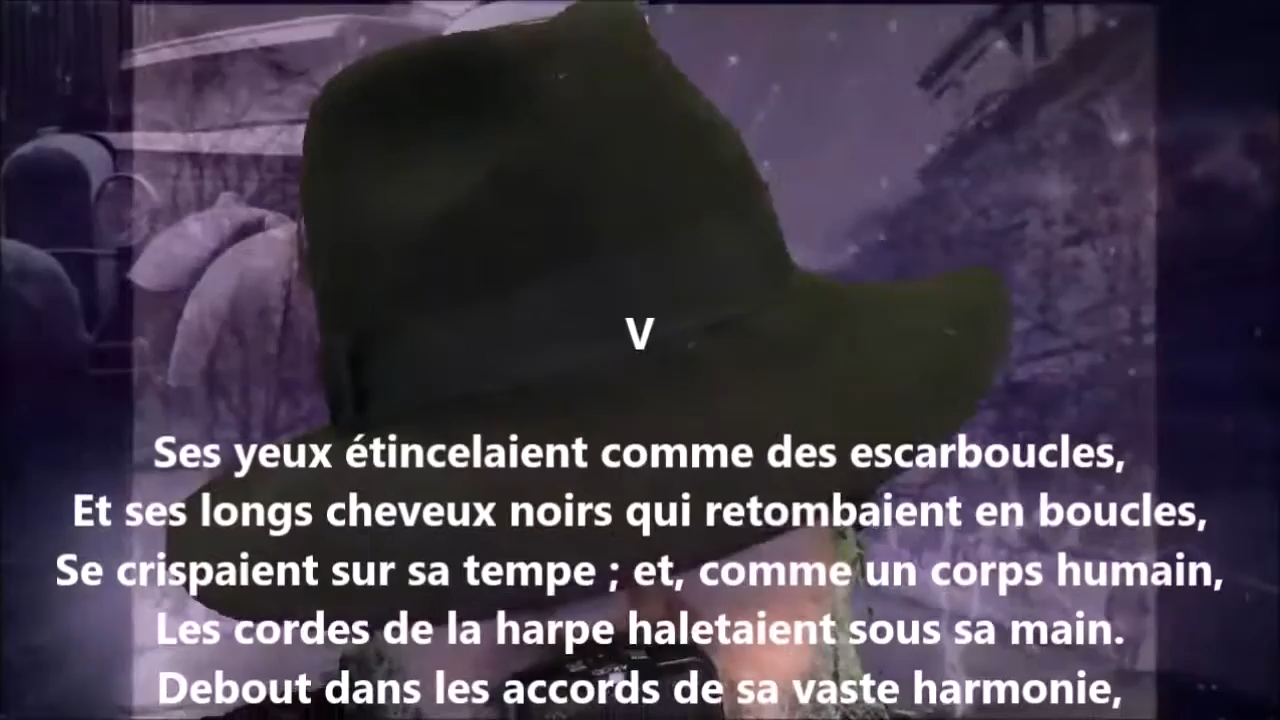 V
Ses yeux étincelaient comme des escarboucles,
Et ses longs cheveux noirs qui retombaient en boucles,
Se crispaient sur sa tempe ; et, comme un corps humain,
Les cordes de la harpe haletaient sous sa main.
Debout dans les accords de sa vaste harmonie,